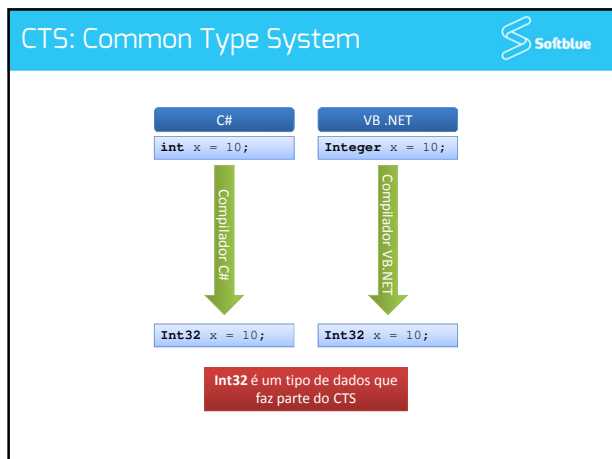 CTS: Common Type System
Softblue
C#
VB .NET
int x = 10;
Integer x = 10;
Compilador C#
Compilador VB.NET
Int32 x = 10;
Int32 x = 10;
Int32 é um tipo de dados que
faz parte do CTS